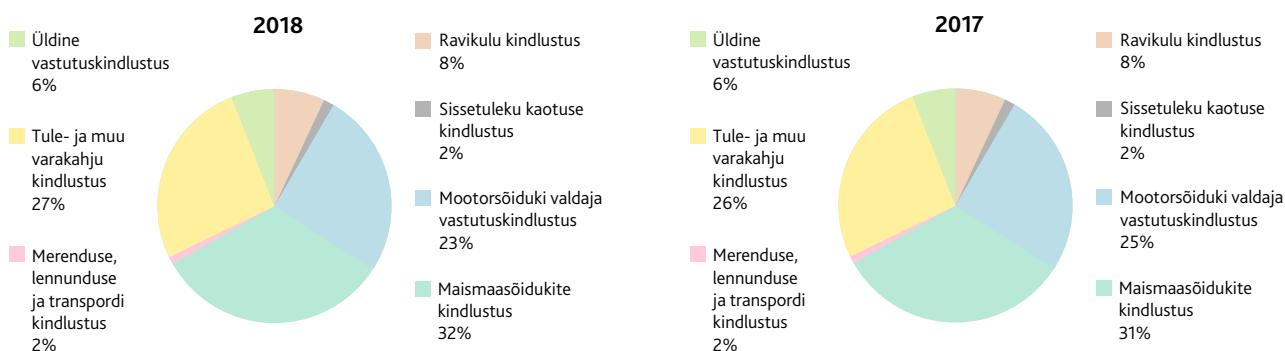 2018
Üldine
vastutuskindlustus
6%
Tule- ja muu
varakahju
kindlustus
27%
Merenduse,
lennunduse
ja transpordi
kindlustus
2%
Ravikulu kindlustus
8%
Sissetuleku kaotuse
kindlustus
2%
Mootorsõiduki valdaja
vastutuskindlustus
23%
Maismaasõidukite
kindlustus
32%
2017
Üldine
vastutuskindlustus
6%
Tule- ja muu
varakahju
kindlustus
26%
Merenduse,
lennunduse
ja transpordi
kindlustus
2%
Ravikulu kindlustus
8%
Sissetuleku kaotuse
kindlustus
2%
Mootorsõiduki valdaja
vastutuskindlustus
25%
Maismaasõidukite
kindlustus
31%